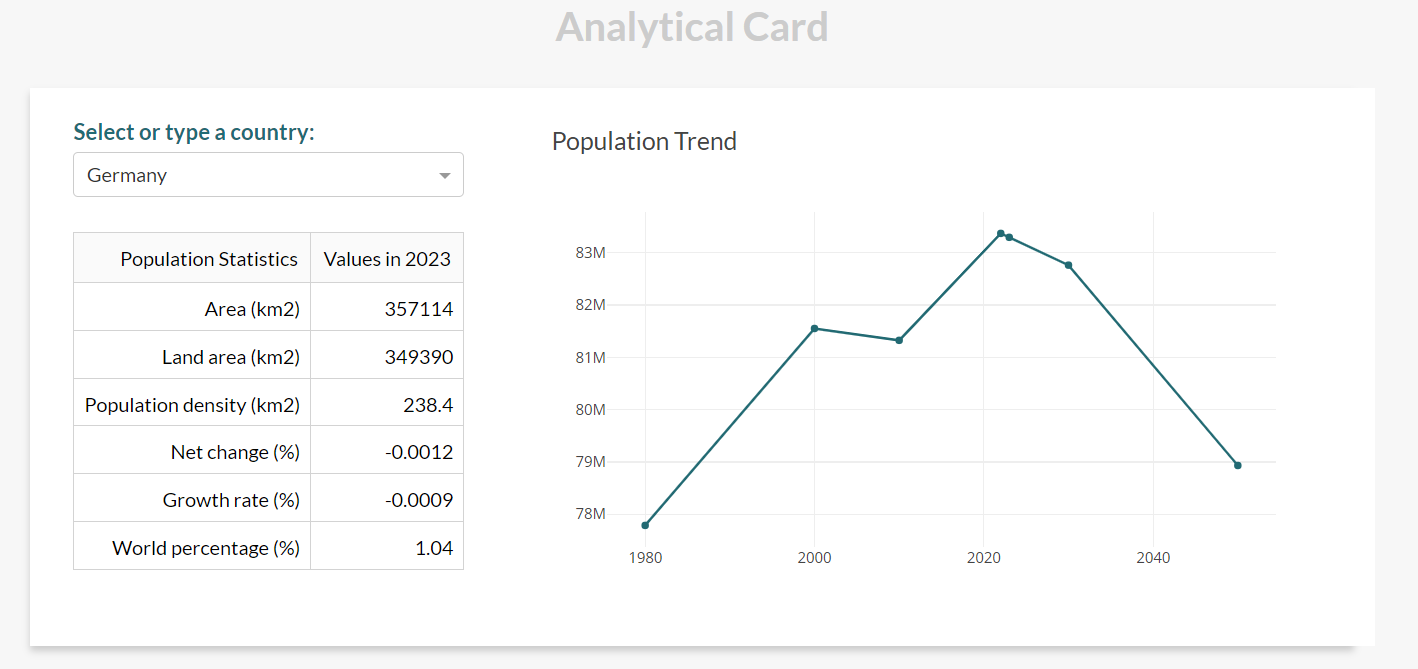 Analytical Card
Select or type a country:
Germany
Population Statistics Values in 2023
Area (km2) 357114
Land area (km2) 349390
Population density (km2) 238.4
Net change (%) -0.0012
Growth rate (%) -0.0009
World percentage (%) 1.04
Population Trend
83M
82M
81M
80M
79M
78M
1980 2000 2020 2040